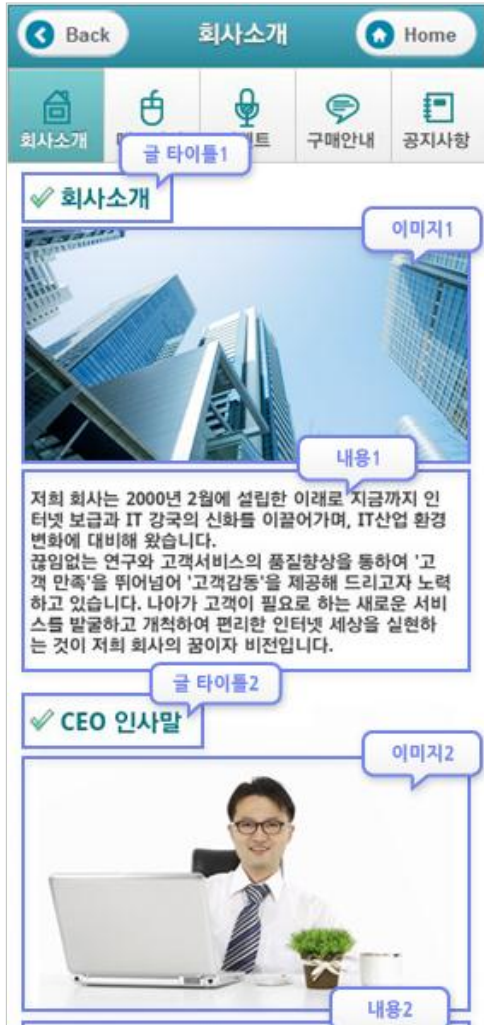 Back 회사소개 Home
회사소개 구매안내 공지사항
글 타이틀1
회사소개
이미지1
내용1
저희 회사는 2000년 2월에 설립한 이래로 지금까지 인
터넷 보급과 IT 강국의 신화를 이끌어가며, IT산업 환경
변화에 대비해 왔습니다.
끊임없는 연구와 고객서비스의 품질향상을 통하여 '고
객 만족'을 뛰어넘어 '고객감동'을 제공해 드리고자 노력
하고 있습니다. 나아가 고객이 필요로 하는 새로운 서비
스를 발굴하고 개척하여 편리한 인터넷 세상을 실현하
는 것이 저희 회사의 꿈이자 비전입니다.
글 타이틀2
CEO 인사말
이미지2
내용2